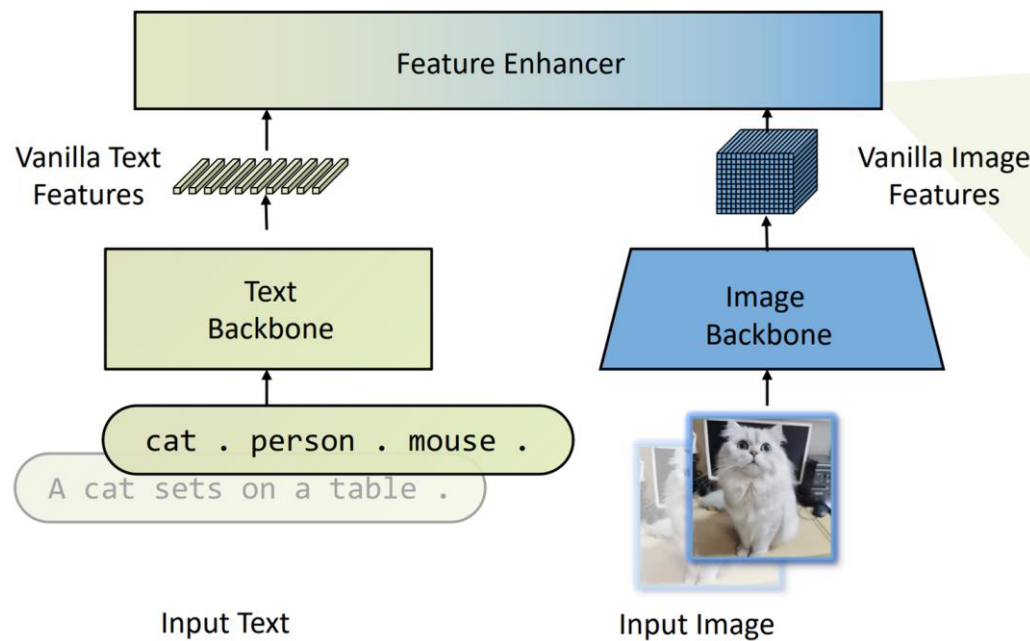 Feature Enhancer
Vanilla Text
Features
Vanilla Image
Features
Text
Backbone
Image
Backbone
cat . person . mouse .
A cat sets on a table .
Input Text
Input Image